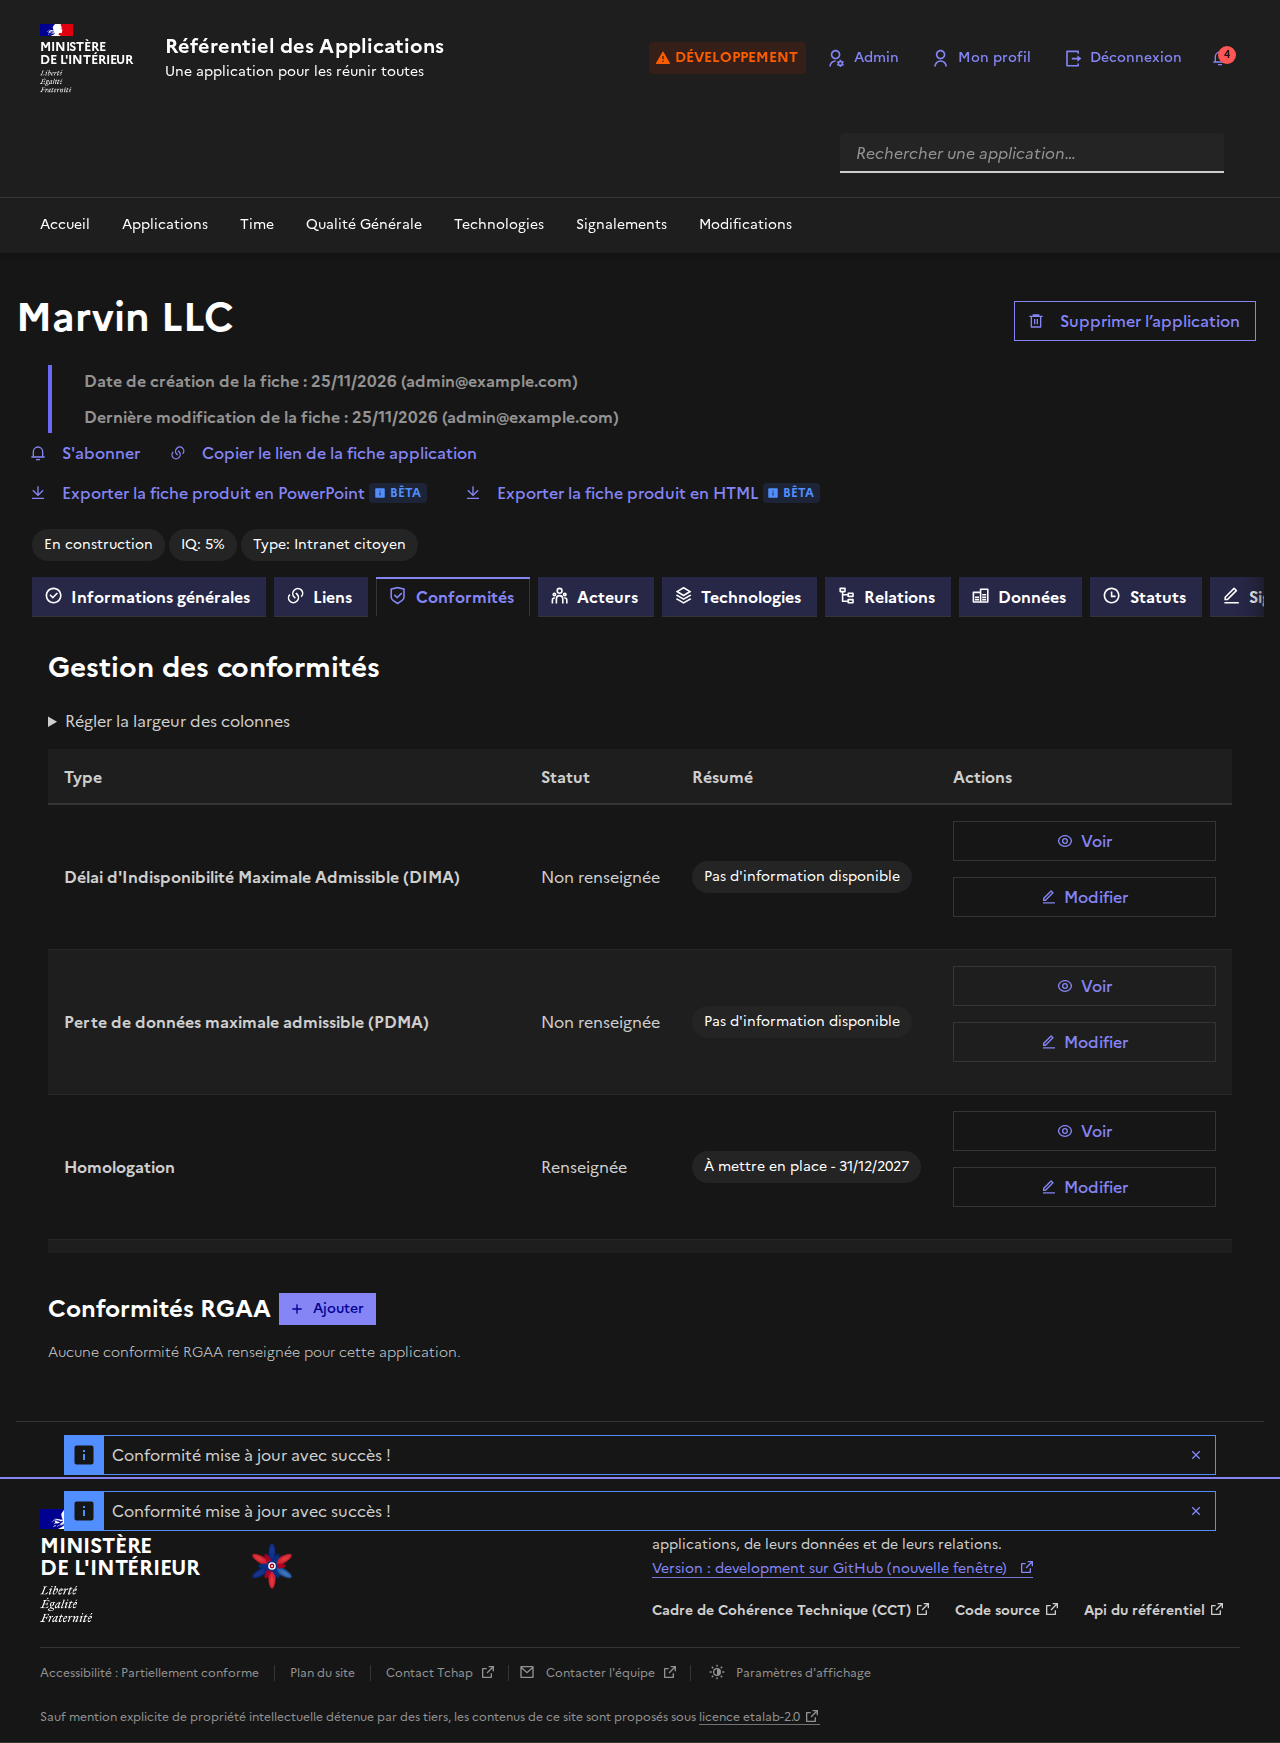 MINISTÈRE
DE L'INTÉRIEUR
Liberté
Égalité
Fraternité
Référentiel des Applications
Une application pour les réunir toutes
DÉVELOPPEMENT
Admin
Mon profil
Déconnexion
4
Rechercher une application...
Accueil
Applications
Time
Qualité Générale
Technologies
Signalements
Modifications
Marvin LLC
Supprimer l’application
Date de création de la fiche : 25/11/2026 (admin@example.com)
Dernière modification de la fiche : 25/11/2026 (admin@example.com)
S'abonner
Copier le lien de la fiche application
Exporter la fiche produit en PowerPoint BÊTA
Exporter la fiche produit en HTML BÊTA
En construction
IQ: 5%
Type: Intranet citoyen
Informations générales
Liens
Conformités
Acteurs
Technologies
Relations
Données
Statuts
Gestion des conformités
Régler la largeur des colonnes
Type
Statut
Résumé
Actions
Délai d'Indisponibilité Maximale Admissible (DIMA)
Non renseignée
Pas d'information disponible
Voir
Modifier
Perte de données maximale admissible (PDMA)
Non renseignée
Pas d'information disponible
Voir
Modifier
Homologation
Renseignée
À mettre en place - 31/12/2027
Voir
Modifier
Conformités RGAA
Ajouter
Aucune conformité RGAA renseignée pour cette application.
Conformité mise à jour avec succès !
Conformité mise à jour avec succès !
MINISTÈRE
DE L'INTÉRIEUR
Liberté
Égalité
Fraternité
applications, de leurs données et de leurs relations.
Version : development sur GitHub (nouvelle fenêtre)
Cadre de Cohérence Technique (CCT)
Code source
Api du référentiel
Accessibilité : Partiellement conforme
Plan du site
Contact Tchap
Contacter l'équipe
Paramètres d'affichage
Sauf mention explicite de propriété intellectuelle détenue par des tiers, les contenus de ce site sont proposés sous licence etalab-2.0